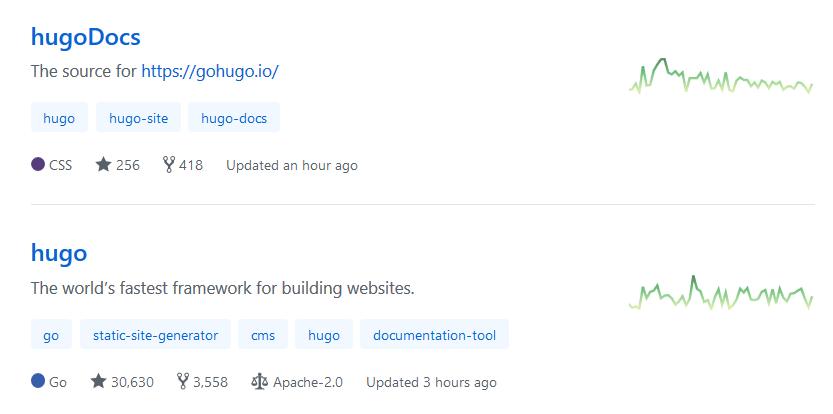 hugoDocs
The source for https://gohugo.io/
hugo hugo-site hugo-docs
CSS 256 418 Updated an hour ago
hugo
The world’s fastest framework for building websites.
go static-site-generator cms hugo documentation-tool
Go 30,630 3,558 Apache-2.0 Updated 3 hours ago